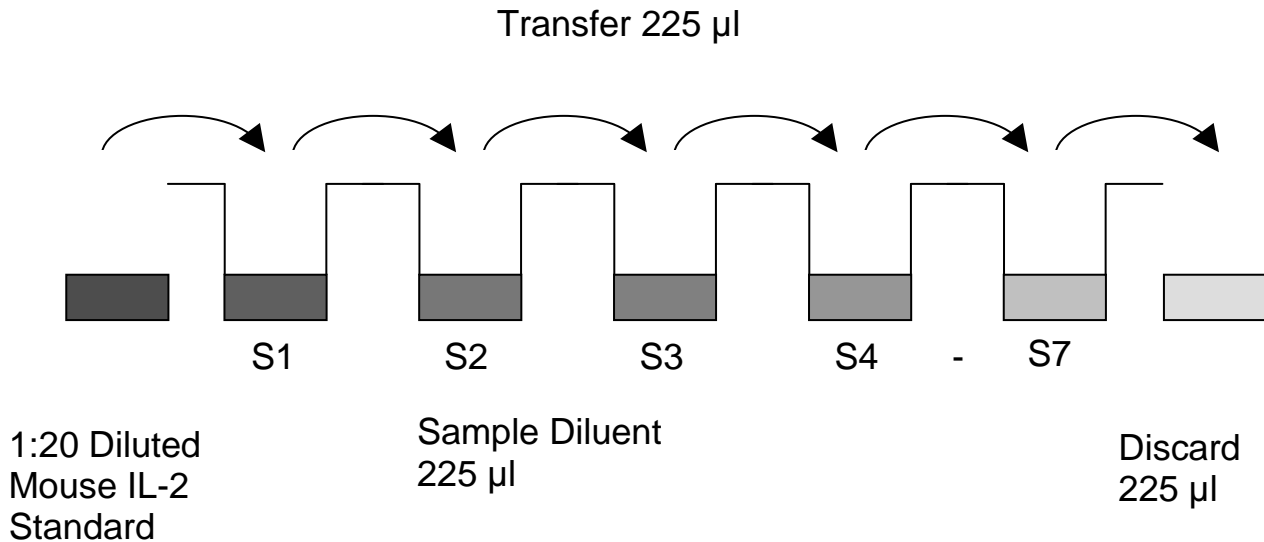 Transfer 225 µl
S1 S2 S3 S4 - S7
1:20 Diluted
Mouse IL-2
Standard
Sample Diluent
225 µl
Discard
225 µl